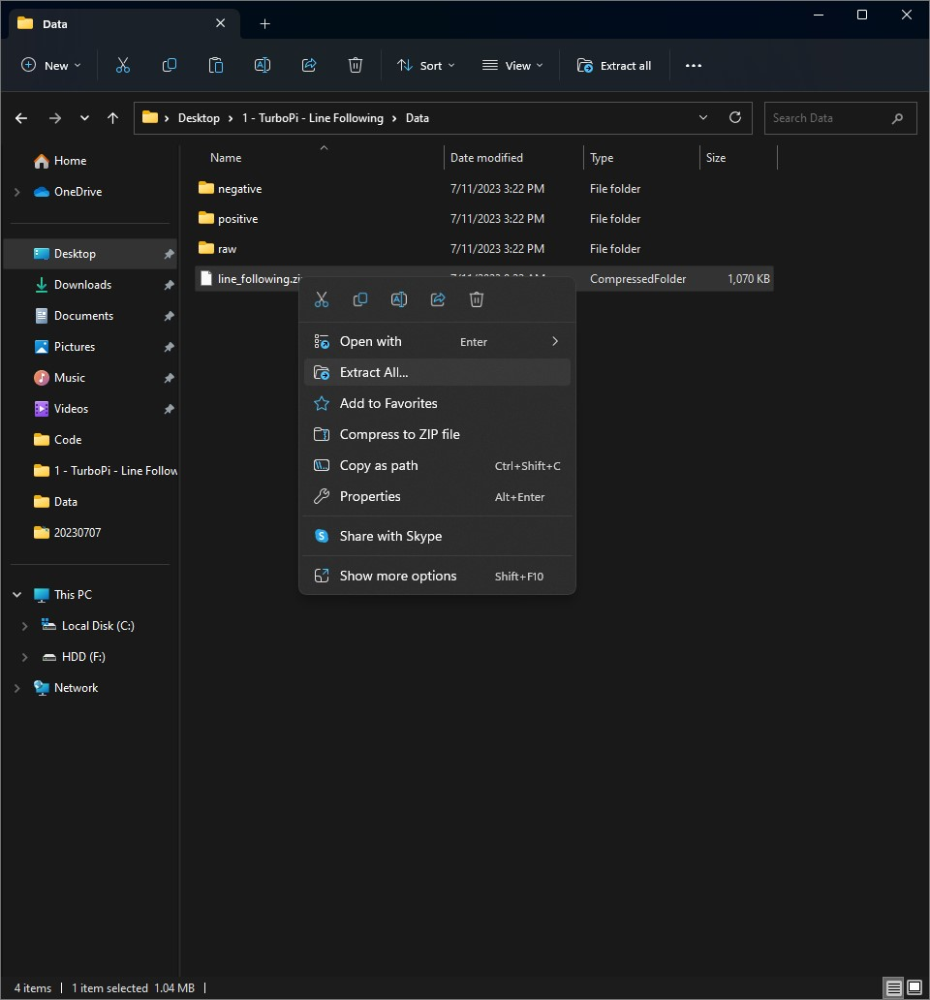 Data
New
Sort
View
Extract all
Desktop
1 - TurboPi - Line Following
Data
Search Data
Home
OneDrive
Desktop
Downloads
Documents
Pictures
Music
Videos
Code
1 - TurboPi - Line Follow
Data
20230707
This PC
Local Disk (C:)
HDD (F:)
Network
Name Date modified Type Size
negative 7/11/2023 3:22 PM File folder
positive 7/11/2023 3:22 PM File folder
raw 7/11/2023 3:22 PM File folder
line_following.zi CompressedFolder 1,070 KB
Open with Enter
Extract All...
Add to Favorites
Compress to ZIP file
Copy as path Ctrl+Shift+C
Properties Alt+Enter
Share with Skype
Show more options Shift+F10
4 items 1 item selected 1.04 MB